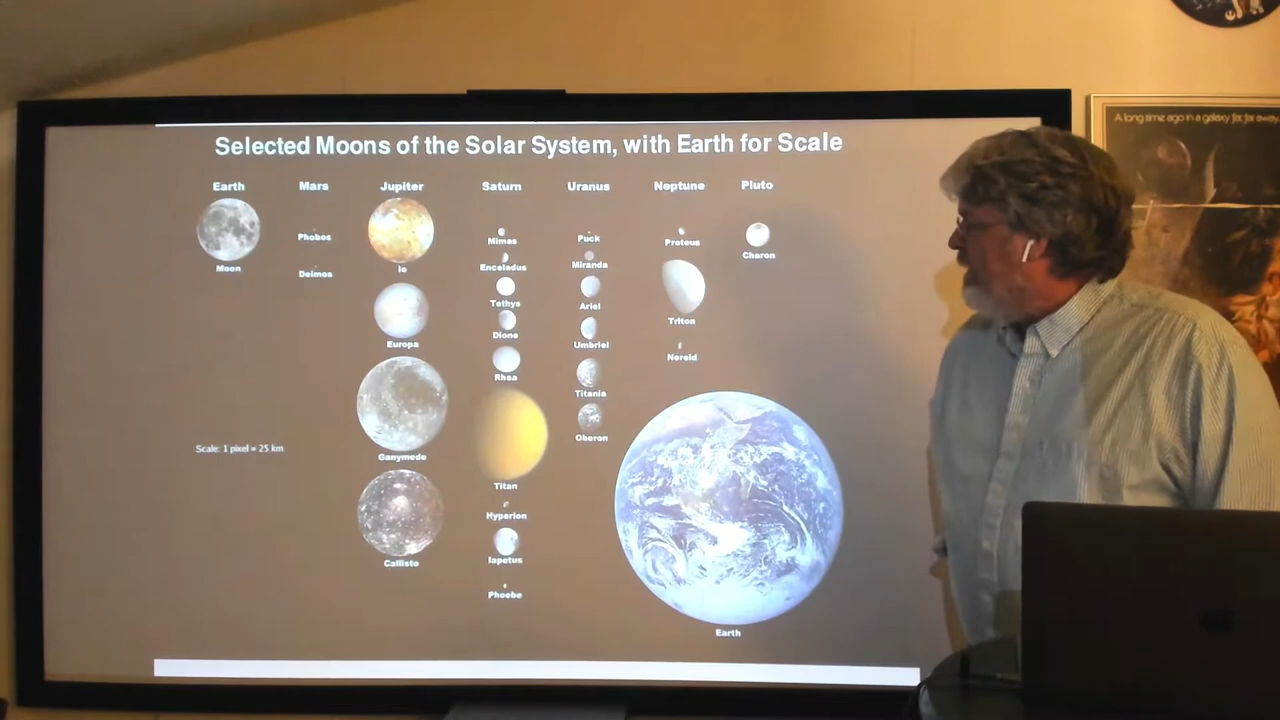 A long time ago in a galaxy far, far away...
Selected Moons of the Solar System, with Earth for Scale
Earth
Mars
Jupiter
Saturn
Uranus
Neptune
Pluto
Moon
Phobos
Deimos
Io
Europa
Ganymede
Callisto
Mimas
Enceladus
Tethys
Dione
Rhea
Titan
Hyperion
Iapetus
Phoebe
Puck
Miranda
Ariel
Umbriel
Titania
Oberon
Proteus
Triton
Nereid
Charon
Scale: 1 pixel = 25 km
Earth